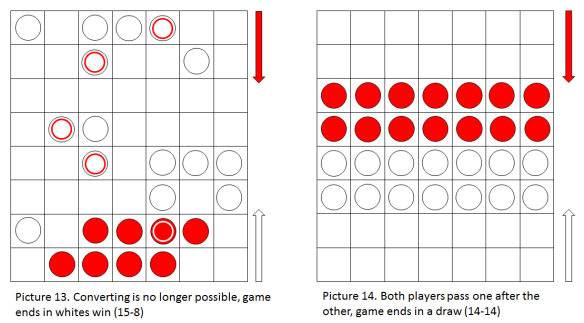 Picture 13. Converting is no longer possible, game
ends in whites win (15-8)
Picture 14. Both players pass one after the
other, game ends in a draw (14-14)